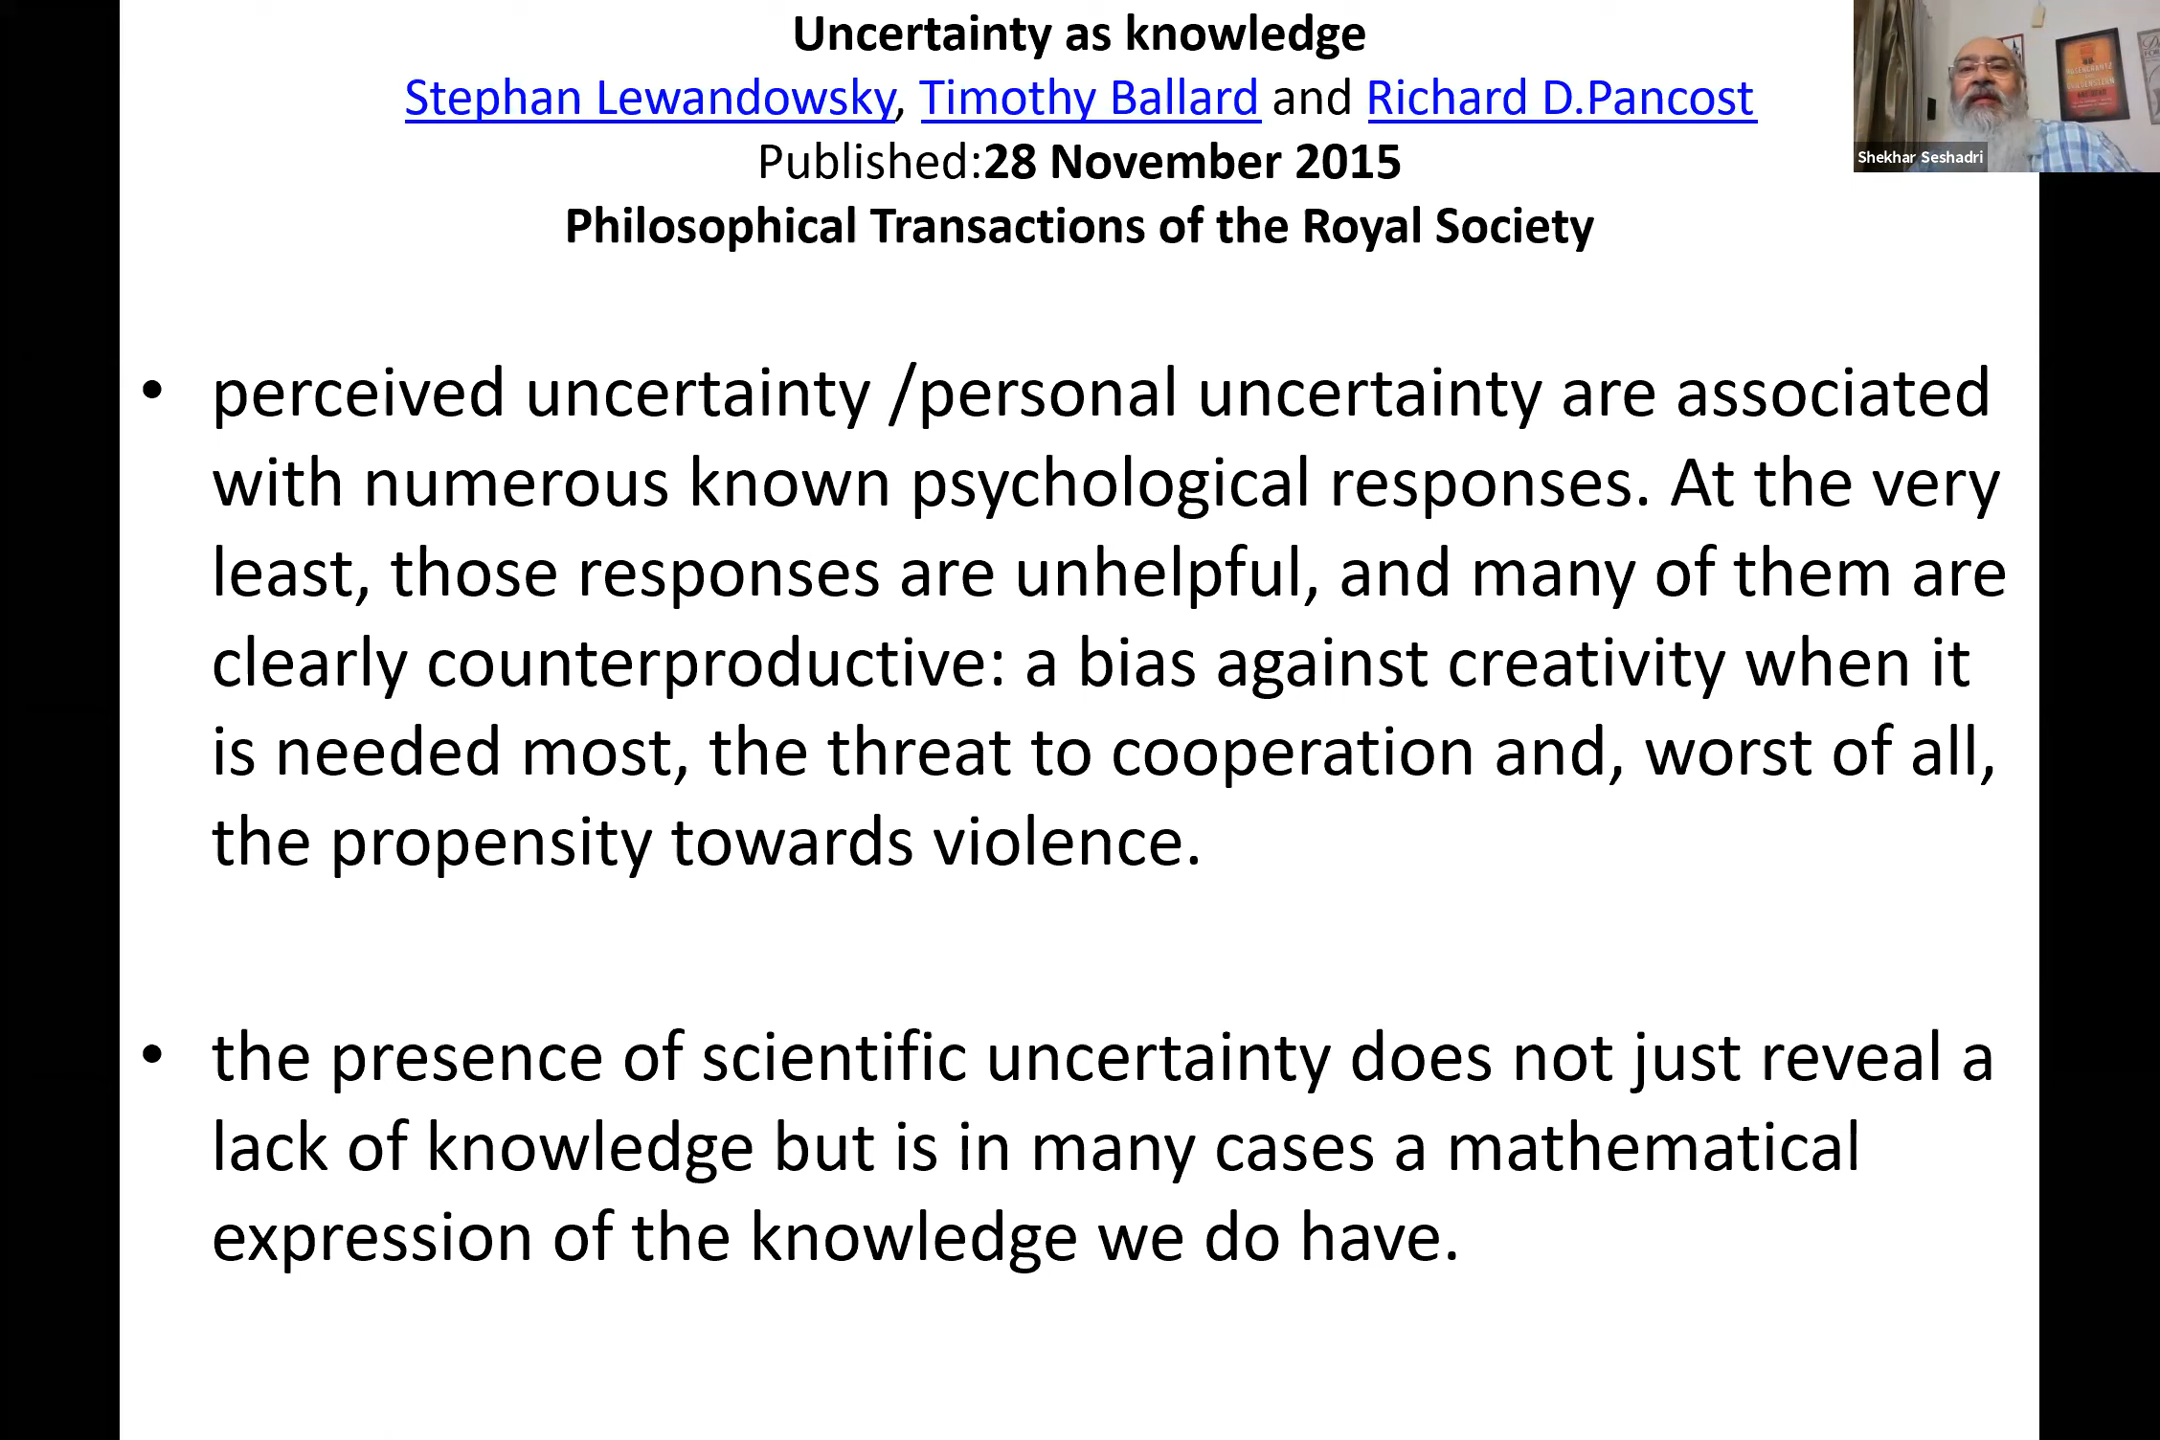 Uncertainty as knowledge
Stephan Lewandowsky, Timothy Ballard and Richard D.Pancost
Published:28 November 2015
Philosophical Transactions of the Royal Society
Shekhar Seshadri
• perceived uncertainty /personal uncertainty are associated
with numerous known psychological responses. At the very
least, those responses are unhelpful, and many of them are
clearly counterproductive: a bias against creativity when it
is needed most, the threat to cooperation and, worst of all,
the propensity towards violence.
• the presence of scientific uncertainty does not just reveal a
lack of knowledge but is in many cases a mathematical
expression of the knowledge we do have.